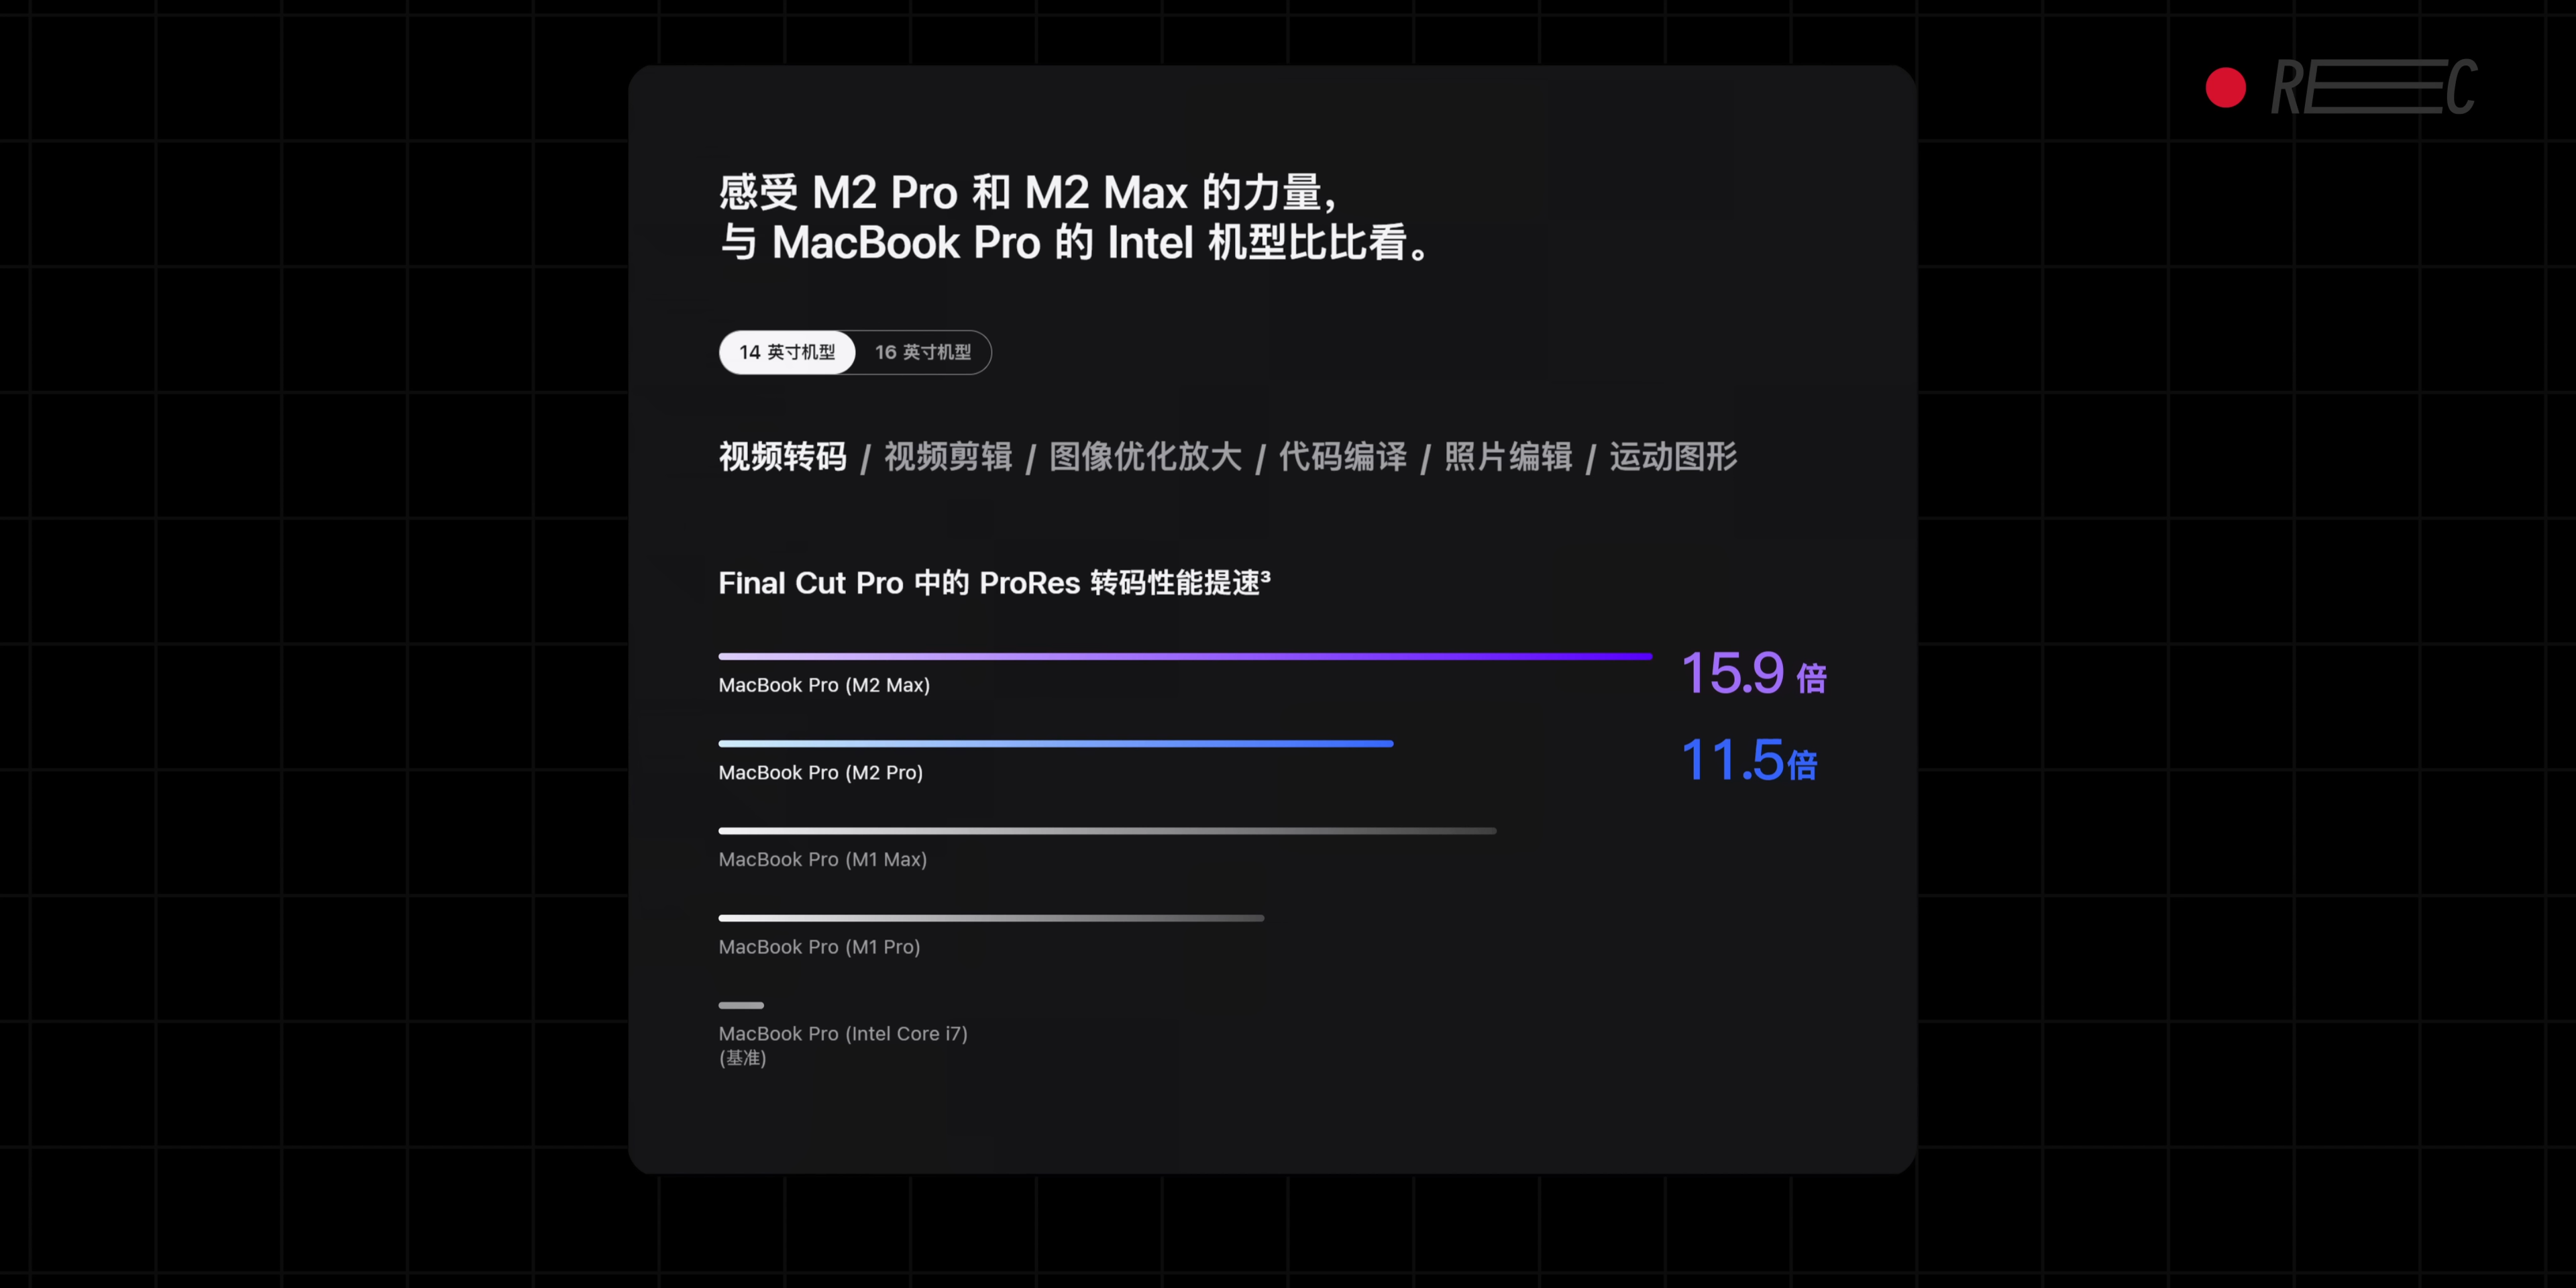 REC
感受 M2 Pro 和 M2 Max 的力量，
与 MacBook Pro 的 Intel 机型比比看。
14 英寸机型 16 英寸机型
视频转码 / 视频剪辑 / 图像优化放大 / 代码编译 / 照片编辑 / 运动图形
Final Cut Pro 中的 ProRes 转码性能提速³
15.9 倍
MacBook Pro (M2 Max)
11.5倍
MacBook Pro (M2 Pro)
MacBook Pro (M1 Max)
MacBook Pro (M1 Pro)
MacBook Pro (Intel Core i7)
(基准)